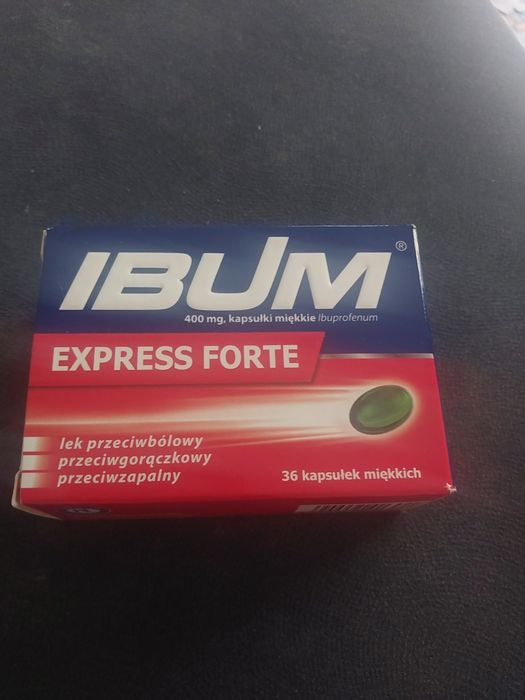 IBUM®
400 mg, kapsułki miękkie Ibuprofenum
EXPRESS FORTE
lek przeciwbólowy
przeciwgorączkowy
przeciwzapalny
36 kapsułek miękkich